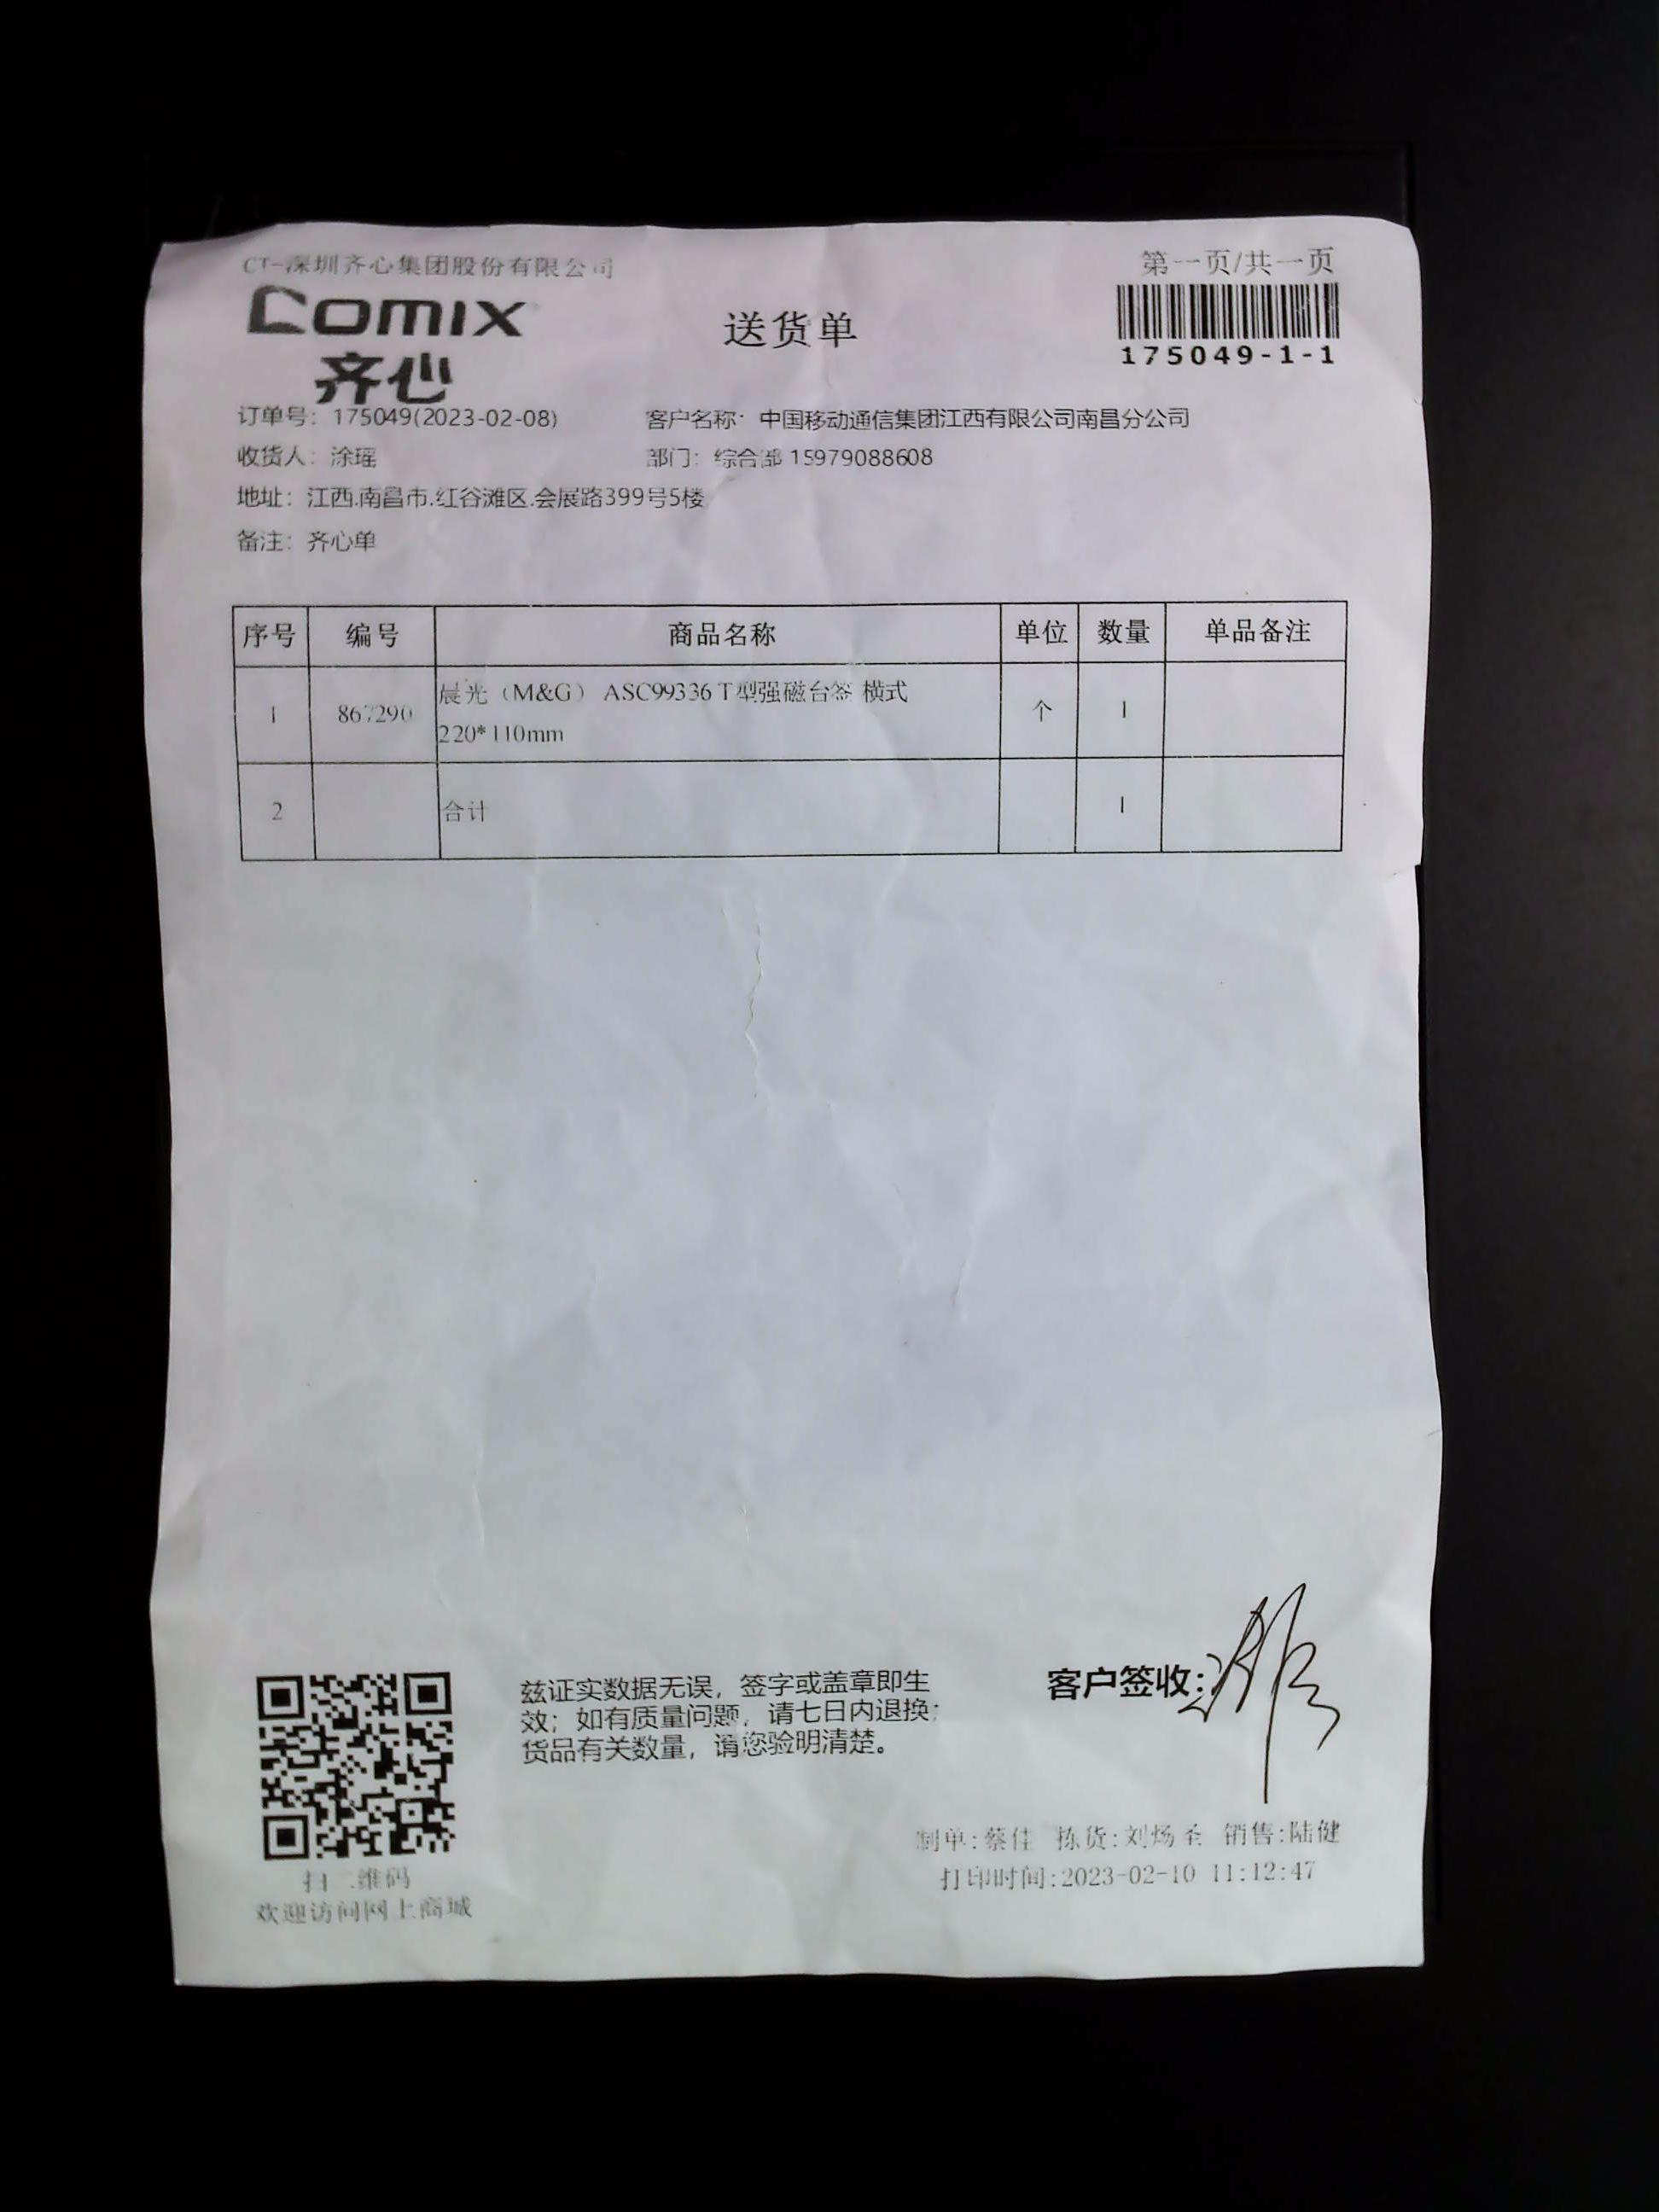 CT-深圳齐心集团股份有限公司
第一页/共一页
Comix
齐心
送货单
175049-1-1
订单号：175049(2023-02-08) 客户名称：中国移动通信集团江西有限公司南昌分公司
收货人：涂瑶 部门：综合部 15979088608
地址：江西.南昌市.红谷滩区.会展路399号5楼
备注：齐心单
序号 编号 商品名称 单位 数量 单品备注
1 867290 晨光（M&G） ASC99336 T型强磁台签 横式 个 1
220*110mm
2 合计 1
兹证实数据无误，签字或盖章即生
效；如有质量问题，请七日内退换；
货品有关数量，请您验明清楚。
客户签收:
制单:蔡佳 拣货:刘炀 销售:陆健
打印时间:2023-02-10 11:12:47
扫二维码
欢迎访问网上商城